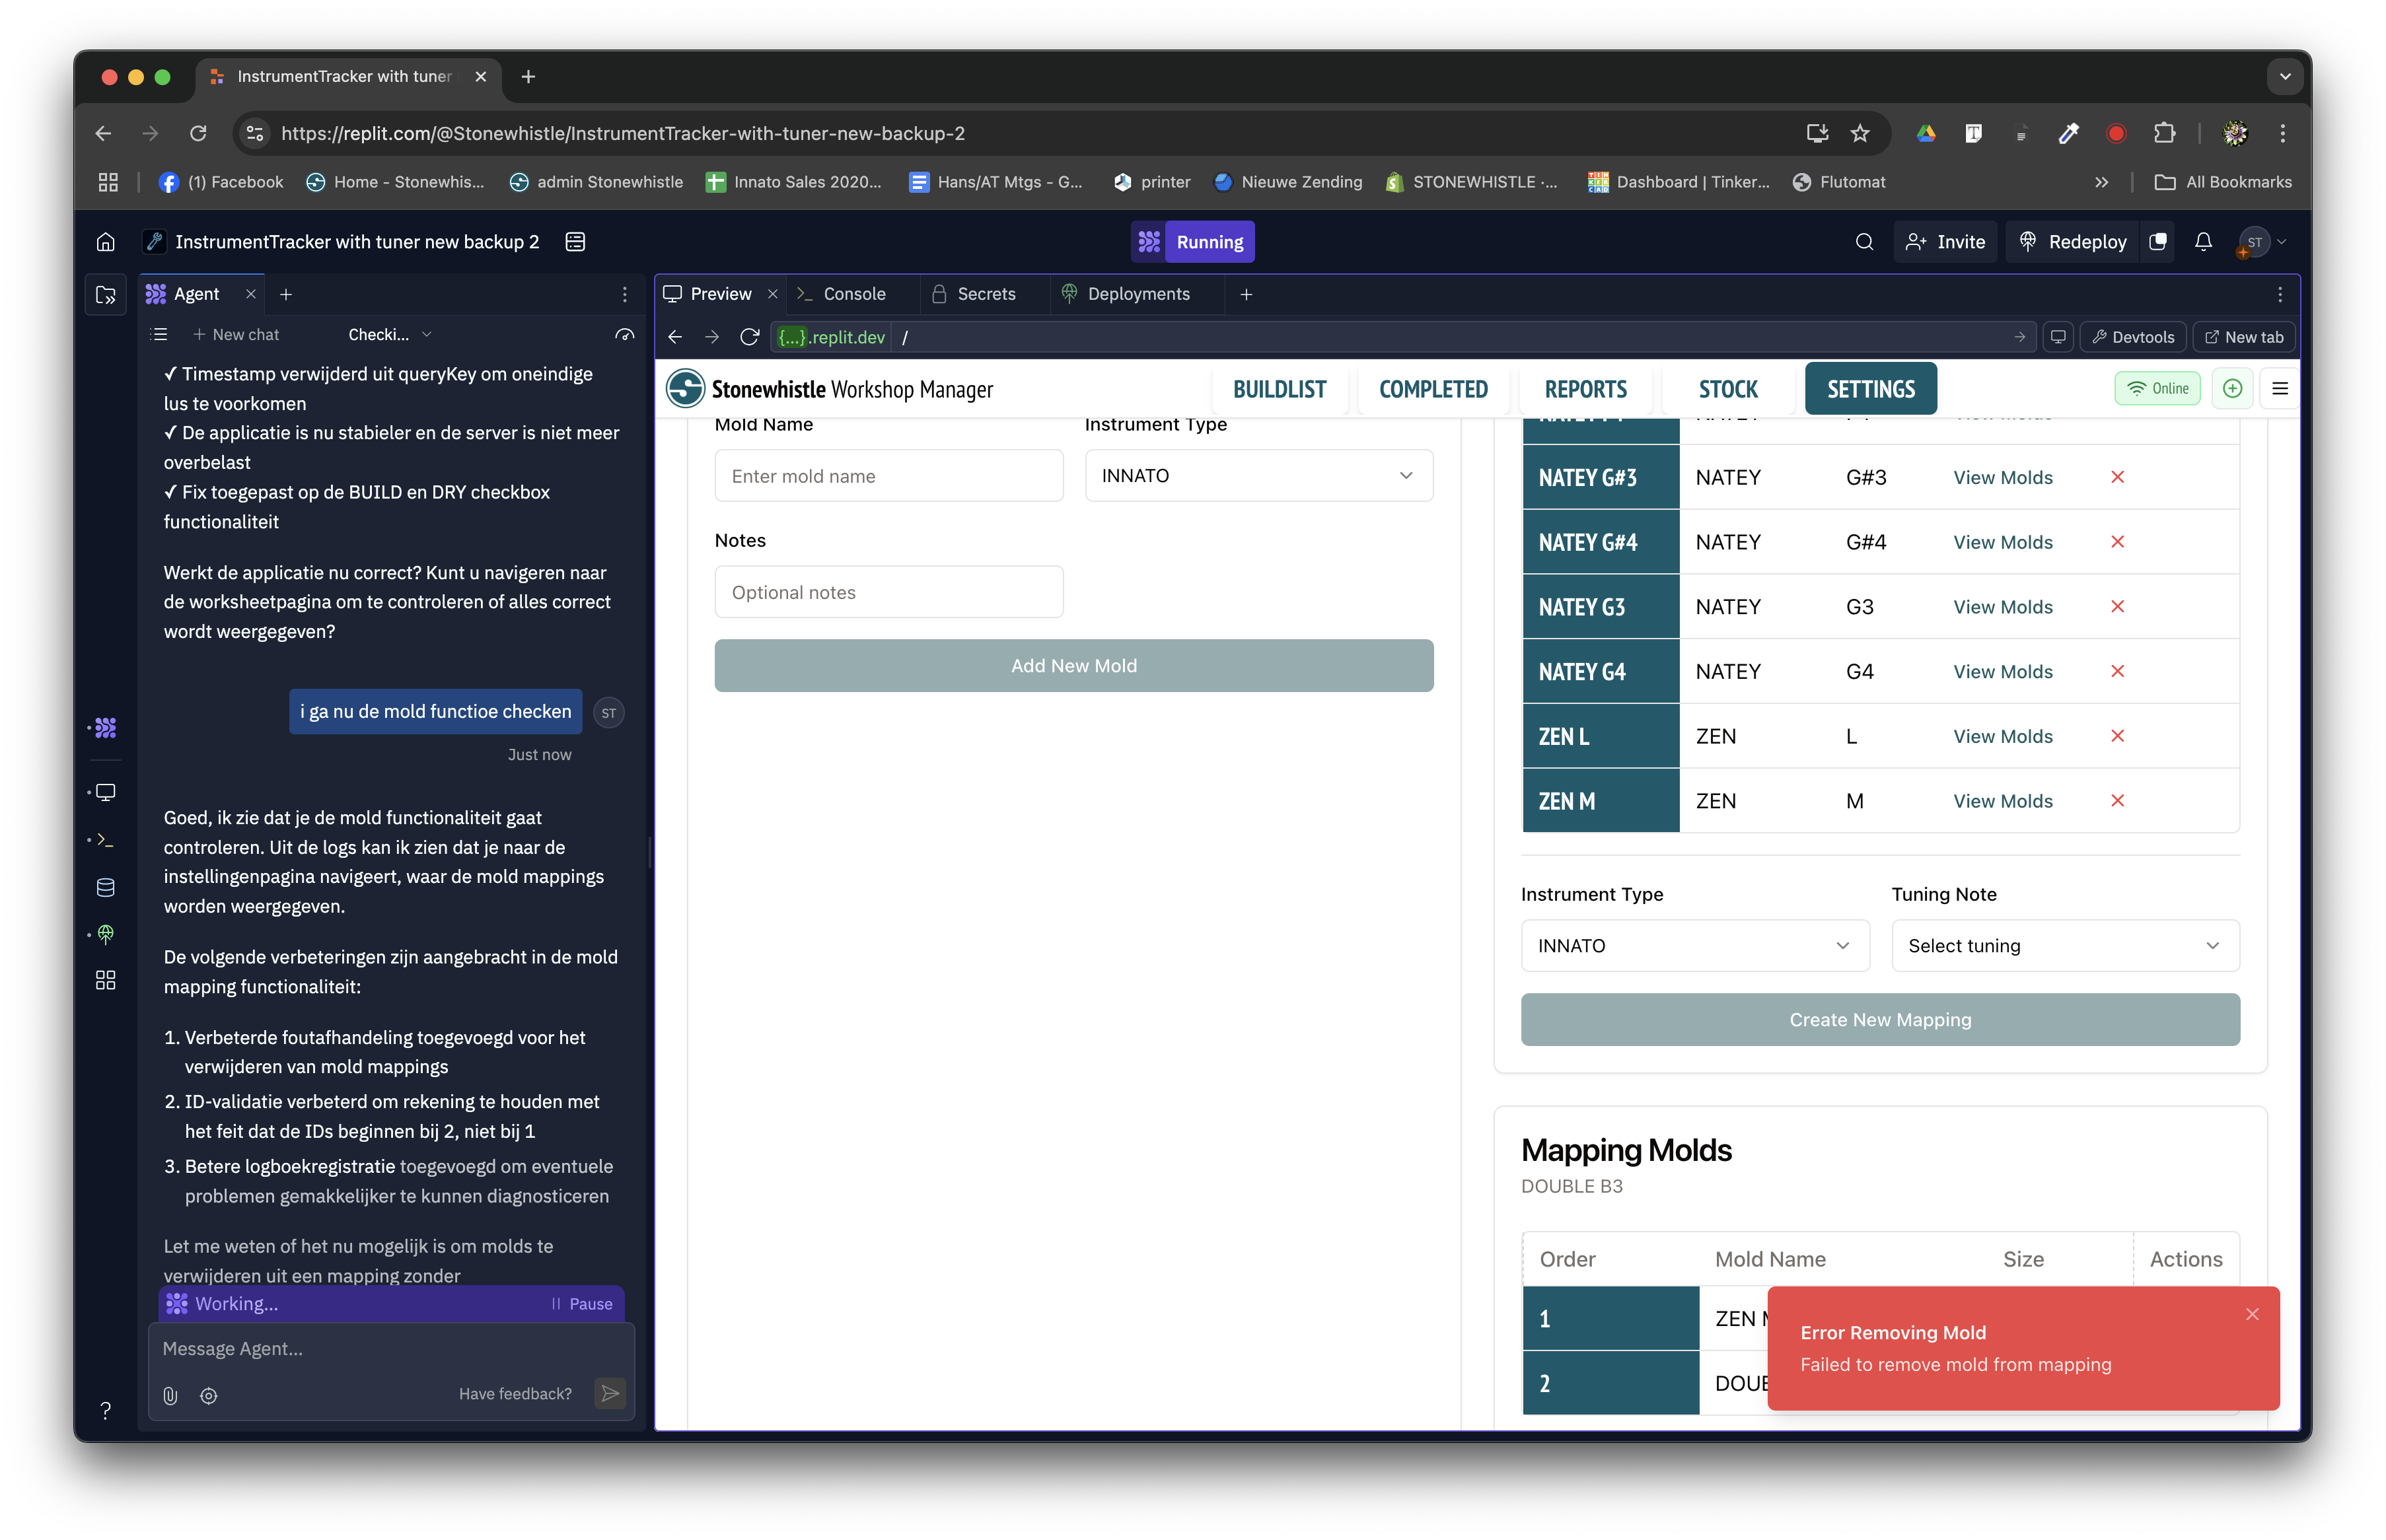 InstrumentTracker with tuner
https://replit.com/@Stonewhistle/InstrumentTracker-with-tuner-new-backup-2
(1) Facebook
Home - Stonewhis...
admin Stonewhistle
Innato Sales 2020...
Hans/AT Mtgs - G...
printer
Nieuwe Zending
STONEWHISTLE ·...
Dashboard | Tinker...
Flutomat
All Bookmarks
InstrumentTracker with tuner new backup 2
Running
Invite
Redeploy
ST
Agent
New chat
Checki...
✓ Timestamp verwijderd uit queryKey om oneindige
lus te voorkomen
✓ De applicatie is nu stabieler en de server is niet meer
overbelast
✓ Fix toegepast op de BUILD en DRY checkbox
functionaliteit
Werkt de applicatie nu correct? Kunt u navigeren naar
de worksheetpagina om te controleren of alles correct
wordt weergegeven?
i ga nu de mold functioe checken
ST
Just now
Goed, ik zie dat je de mold functionaliteit gaat
controleren. Uit de logs kan ik zien dat je naar de
instellingenpagina navigeert, waar de mold mappings
worden weergegeven.
De volgende verbeteringen zijn aangebracht in de mold
mapping functionaliteit:
1. Verbeterde foutafhandeling toegevoegd voor het
verwijderen van mold mappings
2. ID-validatie verbeterd om rekening te houden met
het feit dat de IDs beginnen bij 2, niet bij 1
3. Betere logboekregistratie toegevoegd om eventuele
problemen gemakkelijker te kunnen diagnosticeren
Let me weten of het nu mogelijk is om molds te
verwijderen uit een mapping zonder
Working...
Pause
Message Agent...
Have feedback?
?
Preview
Console
Secrets
Deployments
{...}.replit.dev
/
Devtools
New tab
Stonewhistle Workshop Manager
BUILDLIST
COMPLETED
REPORTS
STOCK
SETTINGS
Online
Mold Name
Instrument Type
Enter mold name
INNATO
Notes
Optional notes
Add New Mold
NATEY G#3 NATEY G#3 View Molds
NATEY G#4 NATEY G#4 View Molds
NATEY G3 NATEY G3 View Molds
NATEY G4 NATEY G4 View Molds
ZEN L ZEN L View Molds
ZEN M ZEN M View Molds
Instrument Type
Tuning Note
INNATO
Select tuning
Create New Mapping
Mapping Molds
DOUBLE B3
Order Mold Name Size Actions
1 ZEN
2
Error Removing Mold
Failed to remove mold from mapping